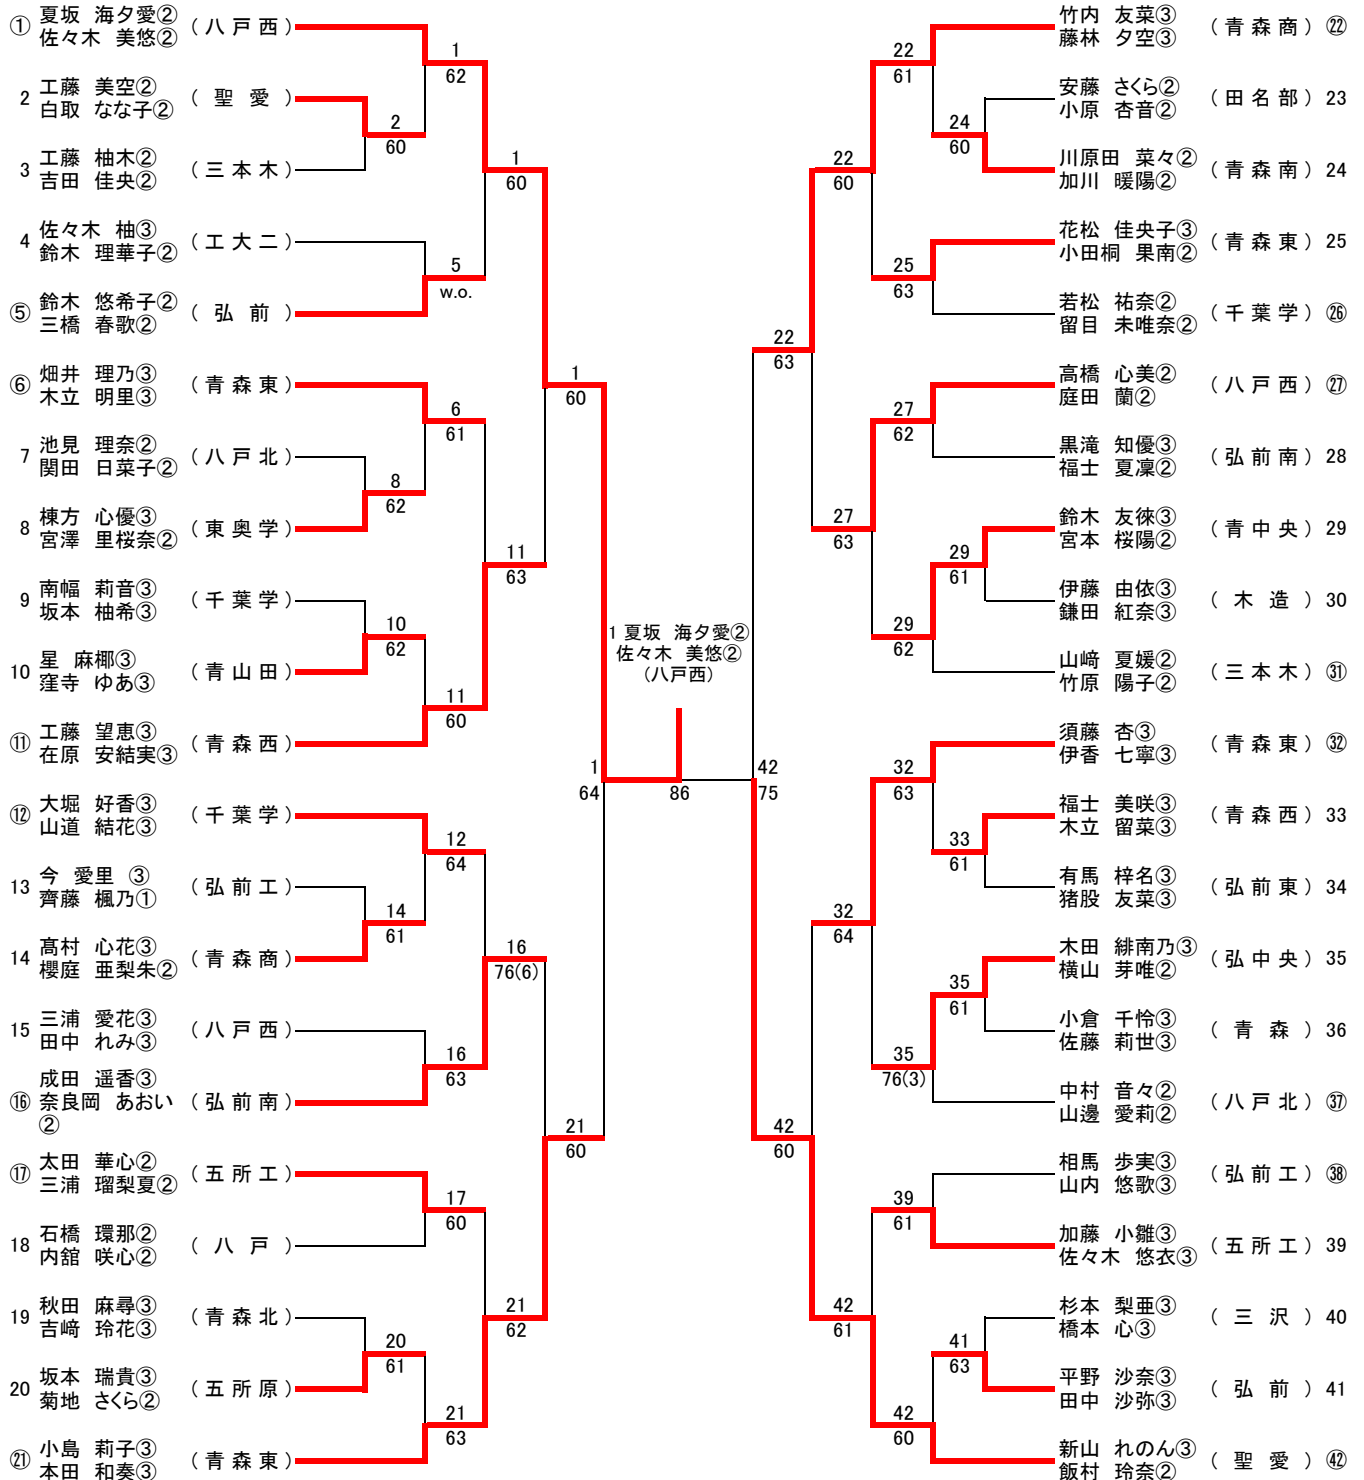 ① 夏坂 海夕愛② 佐々木 美悠② (八戸西)
2 工藤 美空② 白取 なな子② (聖愛)
3 工藤 柚木② 吉田 佳央② (三本木)
4 佐々木 柚③ 鈴木 理華子② (工大二)
⑤ 鈴木 悠希子② 三橋 春歌② (弘前)
⑥ 畑井 理乃③ 木立 明里③ (青森東)
7 池見 理奈② 関田 日菜子② (八戸北)
8 棟方 心優③ 宮澤 里桜奈② (東奥学)
9 南幅 莉音③ 坂本 柚希③ (千葉学)
10 星 麻椰③ 窪寺 ゆあ③ (青山田)
⑪ 工藤 望恵③ 在原 安結実③ (青森西)
⑫ 大堀 好香③ 山道 結花③ (千葉学)
13 今 愛里 ③ 齊藤 楓乃① (弘前工)
14 髙村 心花③ 櫻庭 亜梨朱② (青森商)
15 三浦 愛花③ 田中 れみ③ (八戸西)
⑯ 成田 遥香③ 奈良岡 あおい② (弘前南)
⑰ 太田 華心② 三浦 瑠梨夏② (五所工)
18 石橋 環那② 内舘 咲心② (八戸)
19 秋田 麻尋③ 吉﨑 玲花③ (青森北)
20 坂本 瑞貴③ 菊地 さくら② (五所原)
㉑ 小島 莉子③ 本田 和奏③ (青森東)
1 62
2 60
5 w.o.
6 61
8 62
10 62
11 60
12 64
14 61
16 63
17 60
20 61
21 63
1 60
11 63
16 76(6)
21 62
1 60
21 60
1 64
1 夏坂 海夕愛②
佐々木 美悠②
(八戸西)
86
42 75
22 63
42 60
22 60
27 63
32 64
42 61
22 61
24 60
25 63
27 62
29 61
29 62
32 63
33 61
35 61
35 76(3)
39 61
41 63
42 60
竹内 友菜③ 藤林 夕空③ (青森商) ㉒
安藤 さくら② 小原 杏音② (田名部) 23
川原田 菜々② 加川 暖陽② (青森南) 24
花松 佳央子③ 小田桐 果南② (青森東) 25
若松 祐奈② 留目 未唯奈② (千葉学) ㉖
高橋 心美② 庭田 蘭② (八戸西) ㉗
黒滝 知優③ 福士 夏凜② (弘前南) 28
鈴木 友徠③ 宮本 桜陽② (青中央) 29
伊藤 由依③ 鎌田 紅奈③ (木造) 30
山﨑 夏媛② 竹原 陽子② (三本木) ㉛
須藤 杏③ 伊香 七寧③ (青森東) ㉜
福士 美咲③ 木立 留菜③ (青森西) 33
有馬 梓名③ 猪股 友菜③ (弘前東) 34
木田 緋南乃③ 横山 芽唯② (弘中央) 35
小倉 千怜③ 佐藤 莉世③ (青森) 36
中村 音々② 山邊 愛莉② (八戸北) ㊲
相馬 歩実③ 山内 悠歌③ (弘前工) ㊳
加藤 小雛③ 佐々木 悠衣③ (五所工) 39
杉本 梨亜③ 橋本 心③ (三沢) 40
平野 沙奈③ 田中 沙弥③ (弘前) 41
新山 れのん③ 飯村 玲奈② (聖愛) ㊷